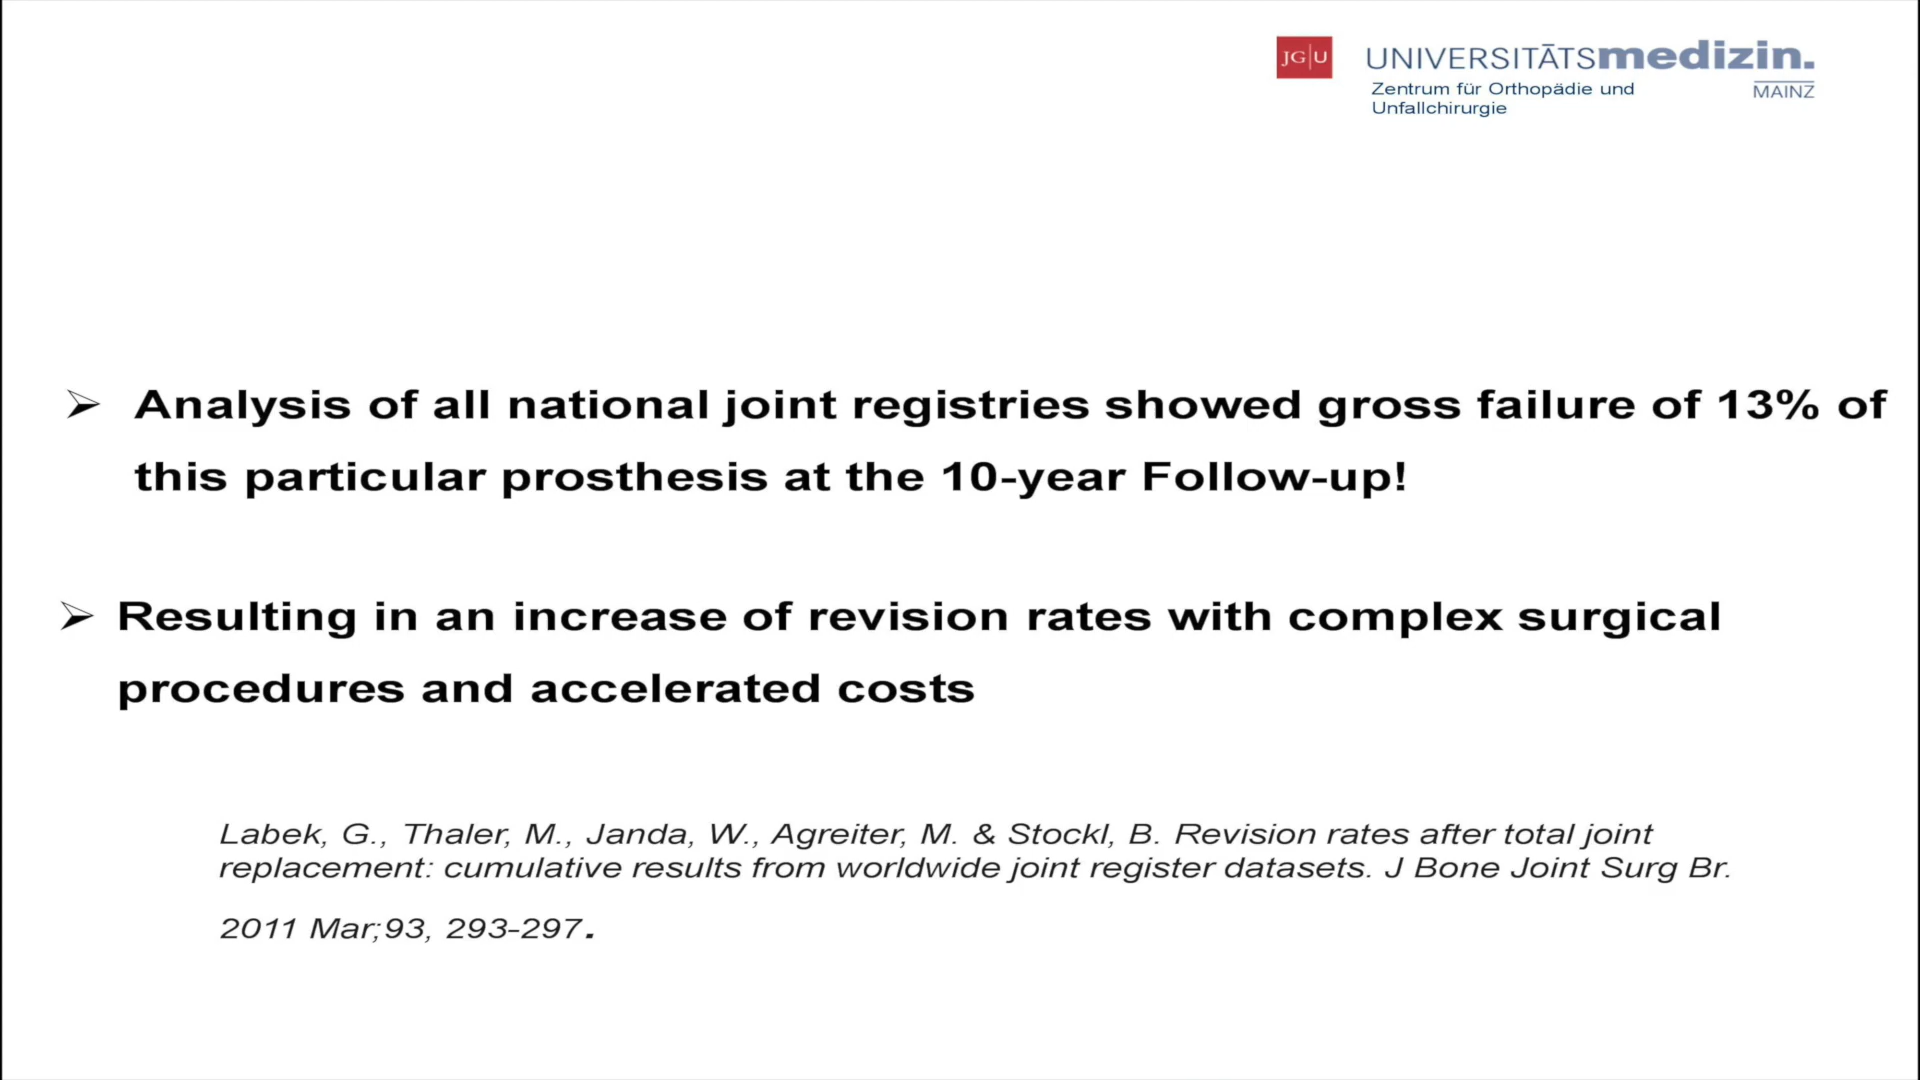 JG|U UNIVERSITĀTSmedizin.
Zentrum für Orthopädie und
Unfallchirurgie
MAINZ
➢ Analysis of all national joint registries showed gross failure of 13% of
this particular prosthesis at the 10-year Follow-up!
➢ Resulting in an increase of revision rates with complex surgical
procedures and accelerated costs
Labek, G., Thaler, M., Janda, W., Agreiter, M. & Stockl, B. Revision rates after total joint
replacement: cumulative results from worldwide joint register datasets. J Bone Joint Surg Br.
2011 Mar;93, 293-297.